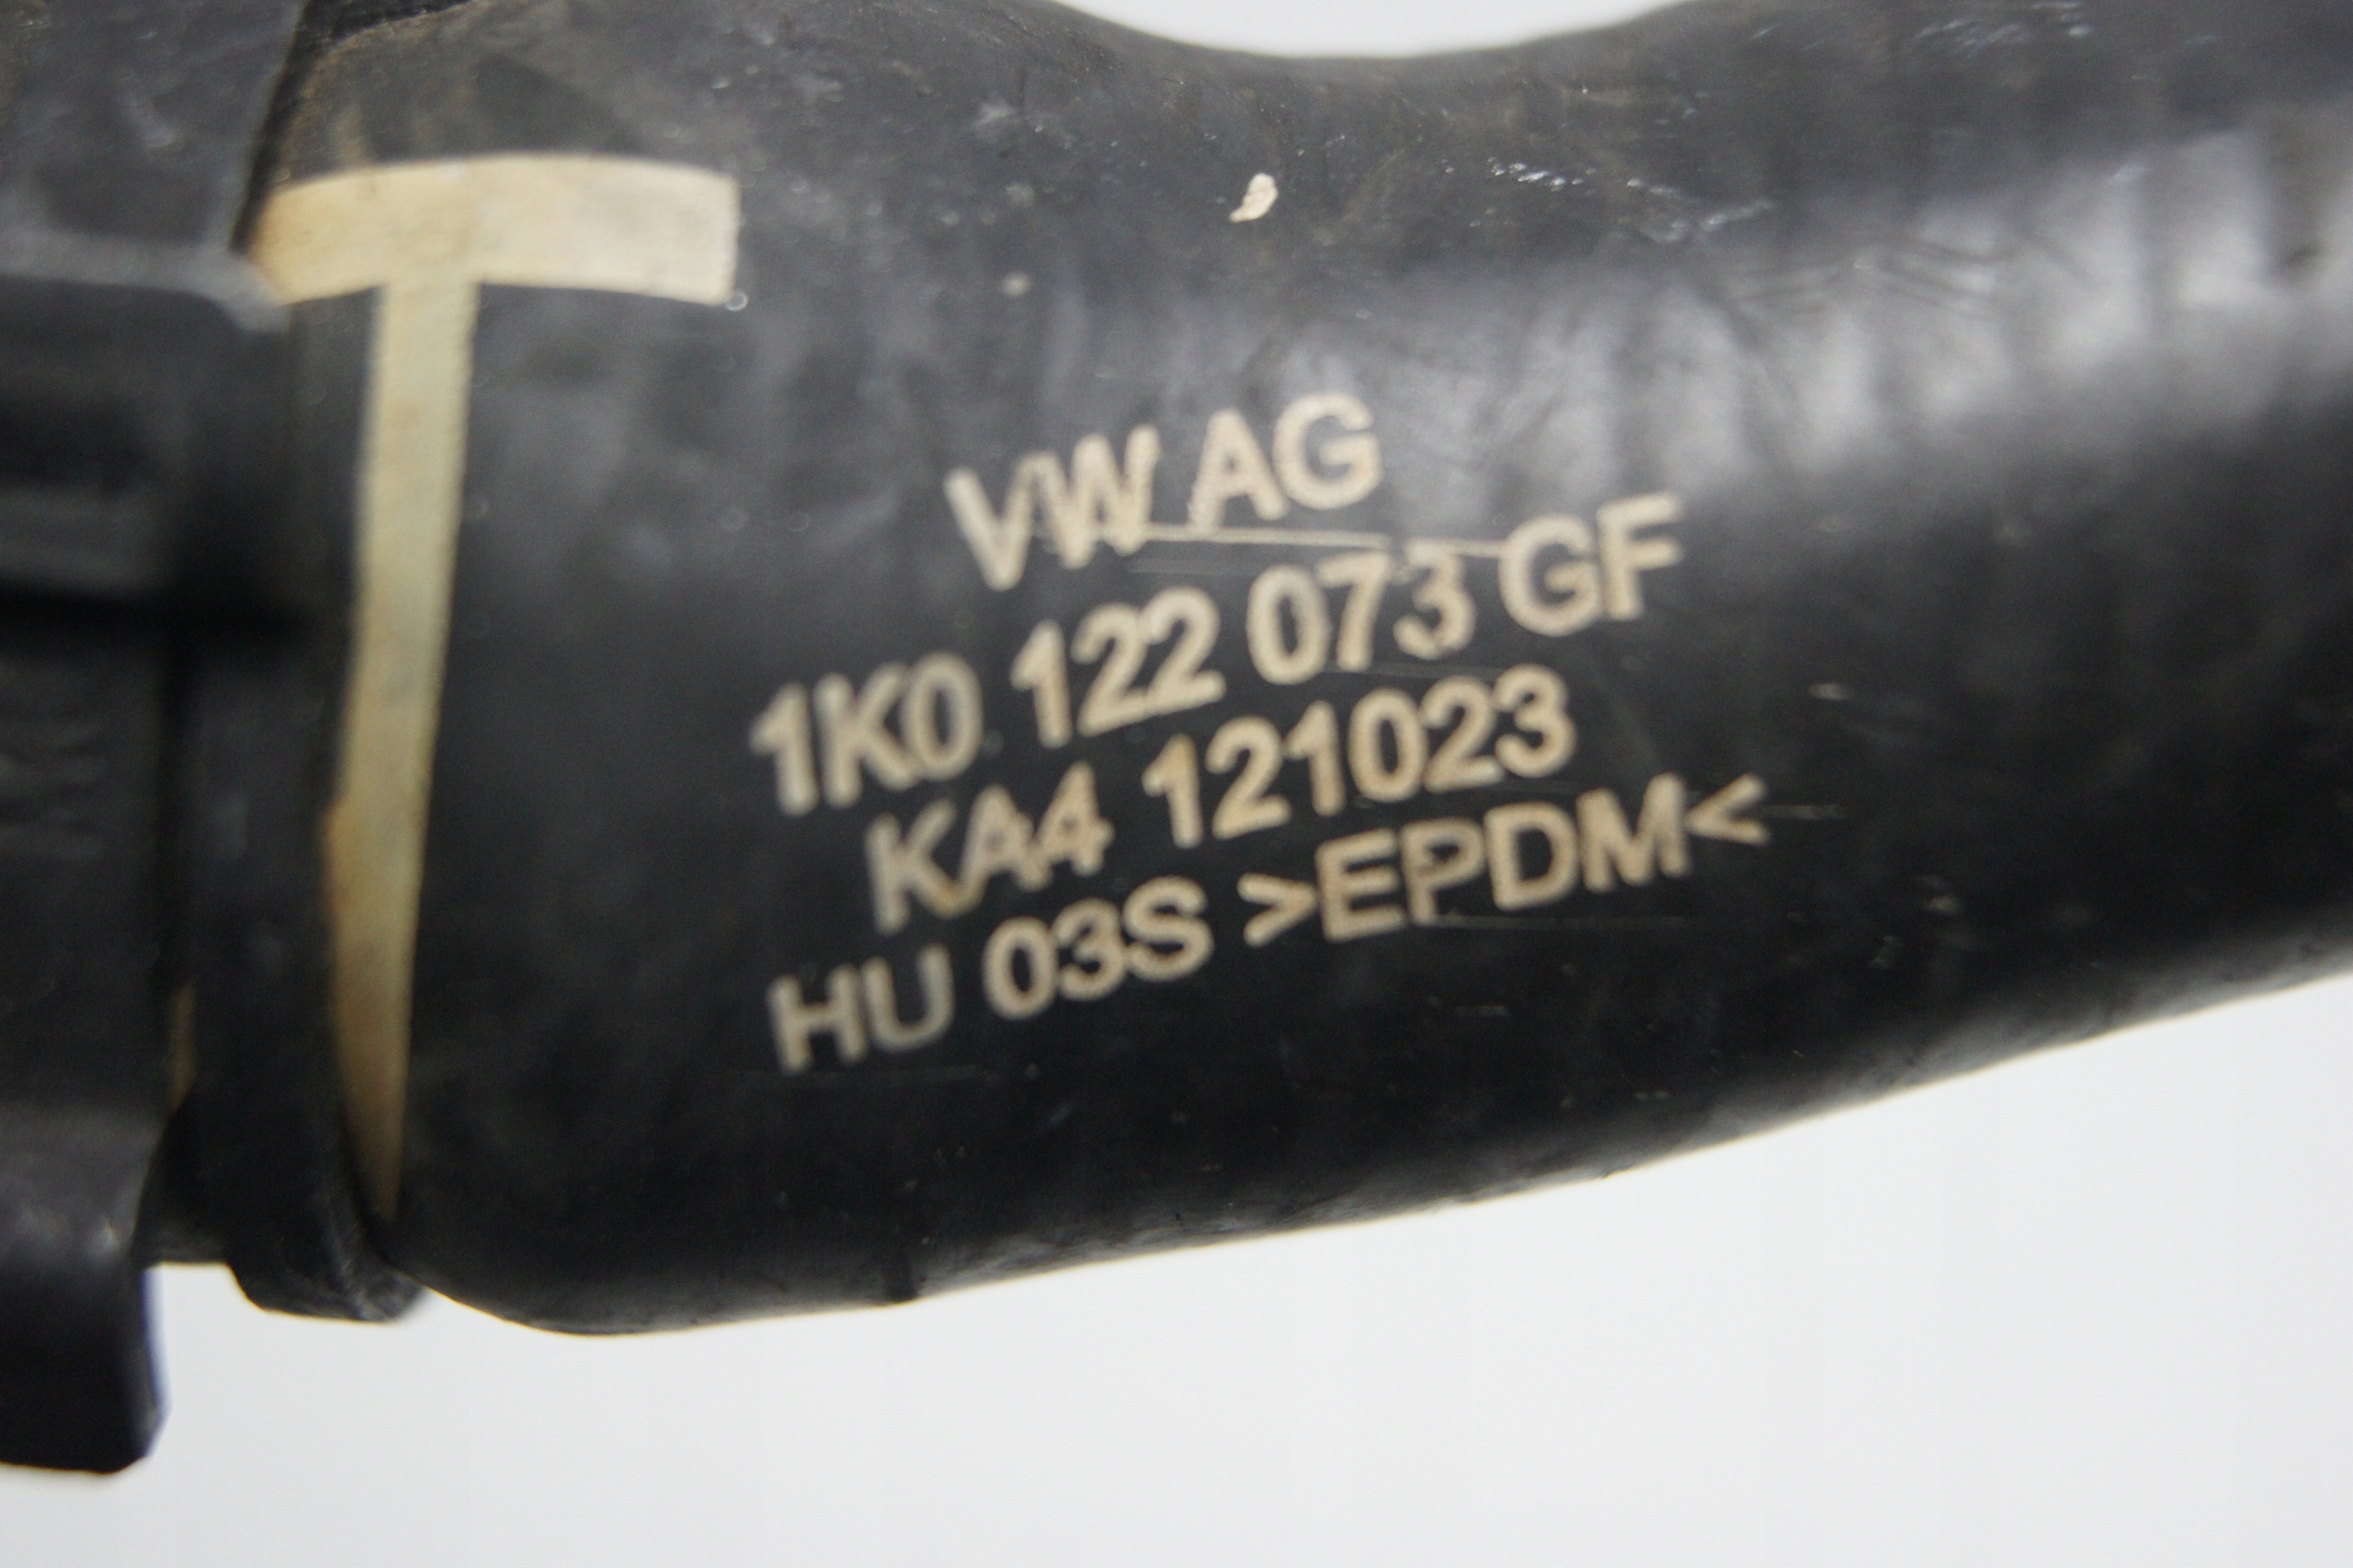 VW AG
1K0 122 073 GF
KA4 121023
HU 03S >EPDM<